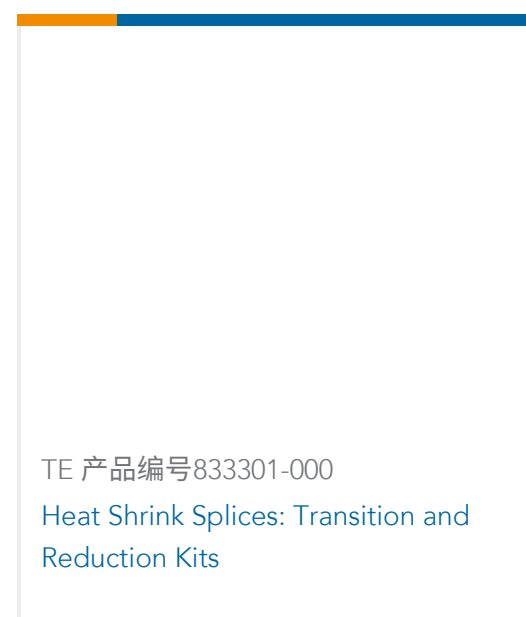 TE 产品编号833301-000
Heat Shrink Splices: Transition and
Reduction Kits